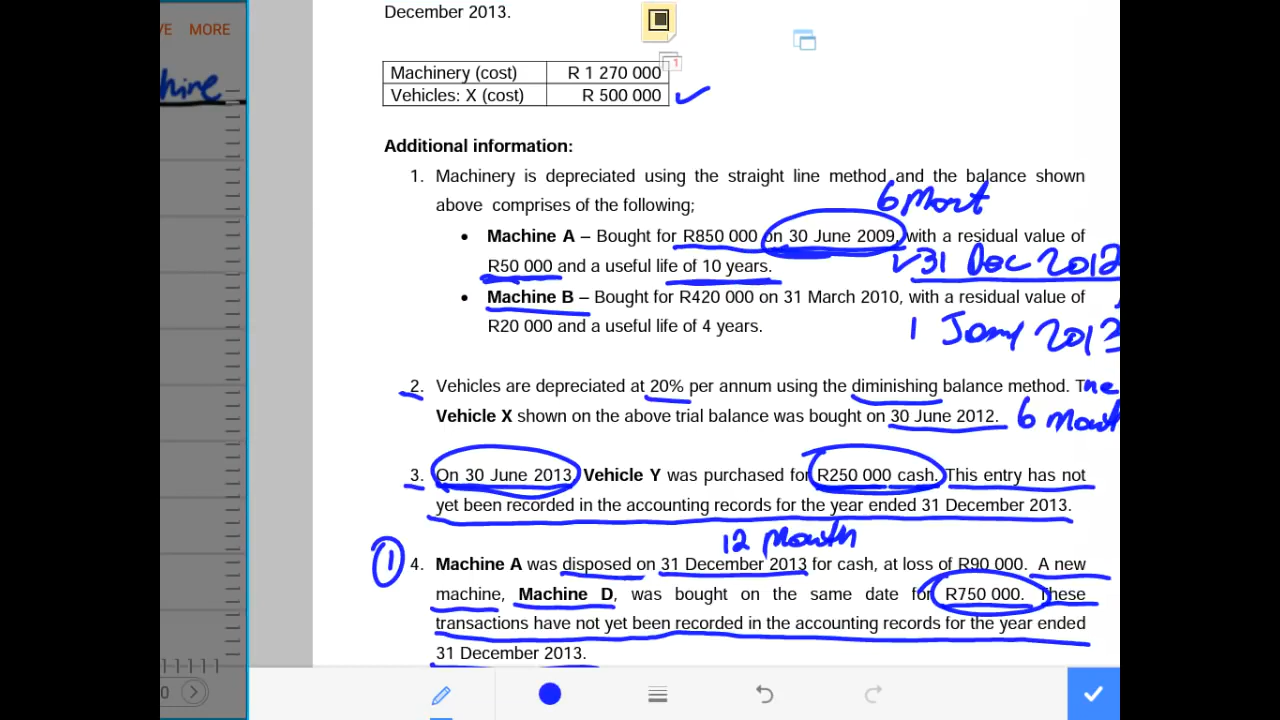 December 2013.
VE MORE
1
hine
Machinery (cost) R 1 270 000
Vehicles: X (cost) R 500 000
Additional information:
1. Machinery is depreciated using the straight line method and the balance shown
above comprises of the following;
6 Mont
• Machine A – Bought for R850 000 on 30 June 2009, with a residual value of
R50 000 and a useful life of 10 years.
31 Dec 2012
• Machine B – Bought for R420 000 on 31 March 2010, with a residual value of
R20 000 and a useful life of 4 years.
1 Jany 2013
2. Vehicles are depreciated at 20% per annum using the diminishing balance method. The
Vehicle X shown on the above trial balance was bought on 30 June 2012. 6 Mont
3. On 30 June 2013 Vehicle Y was purchased for R250 000 cash. This entry has not
yet been recorded in the accounting records for the year ended 31 December 2013.
12 Month
1
4. Machine A was disposed on 31 December 2013 for cash, at loss of R90 000. A new
machine, Machine D, was bought on the same date for R750 000. These
transactions have not yet been recorded in the accounting records for the year ended
31 December 2013.
0